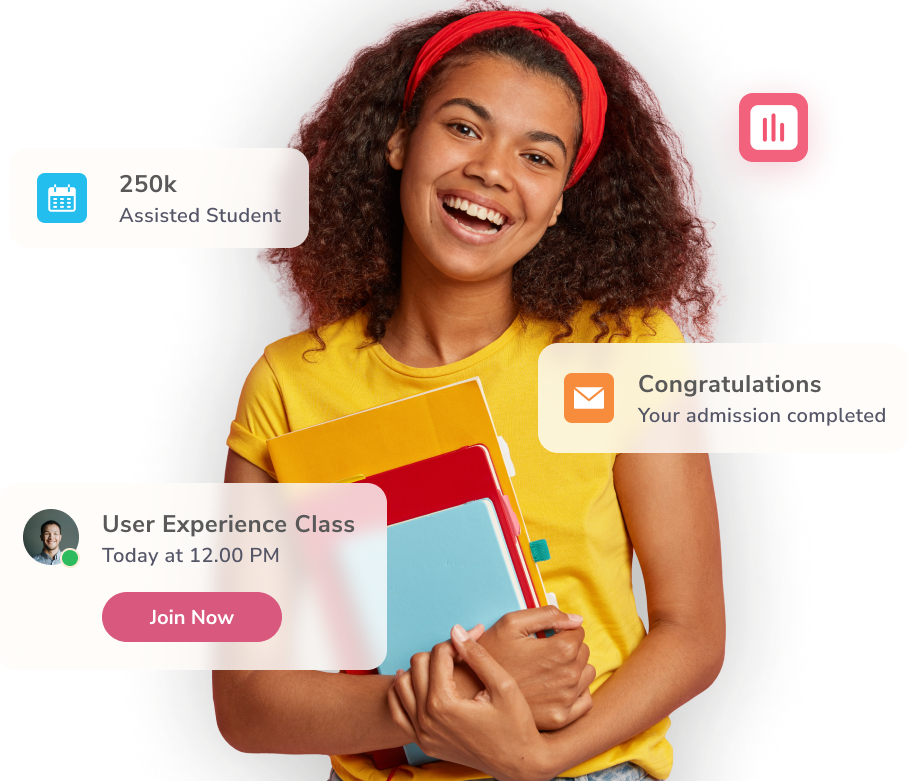 250k
Assisted Student
Congratulations
Your admission completed
User Experience Class
Today at 12.00 PM
Join Now